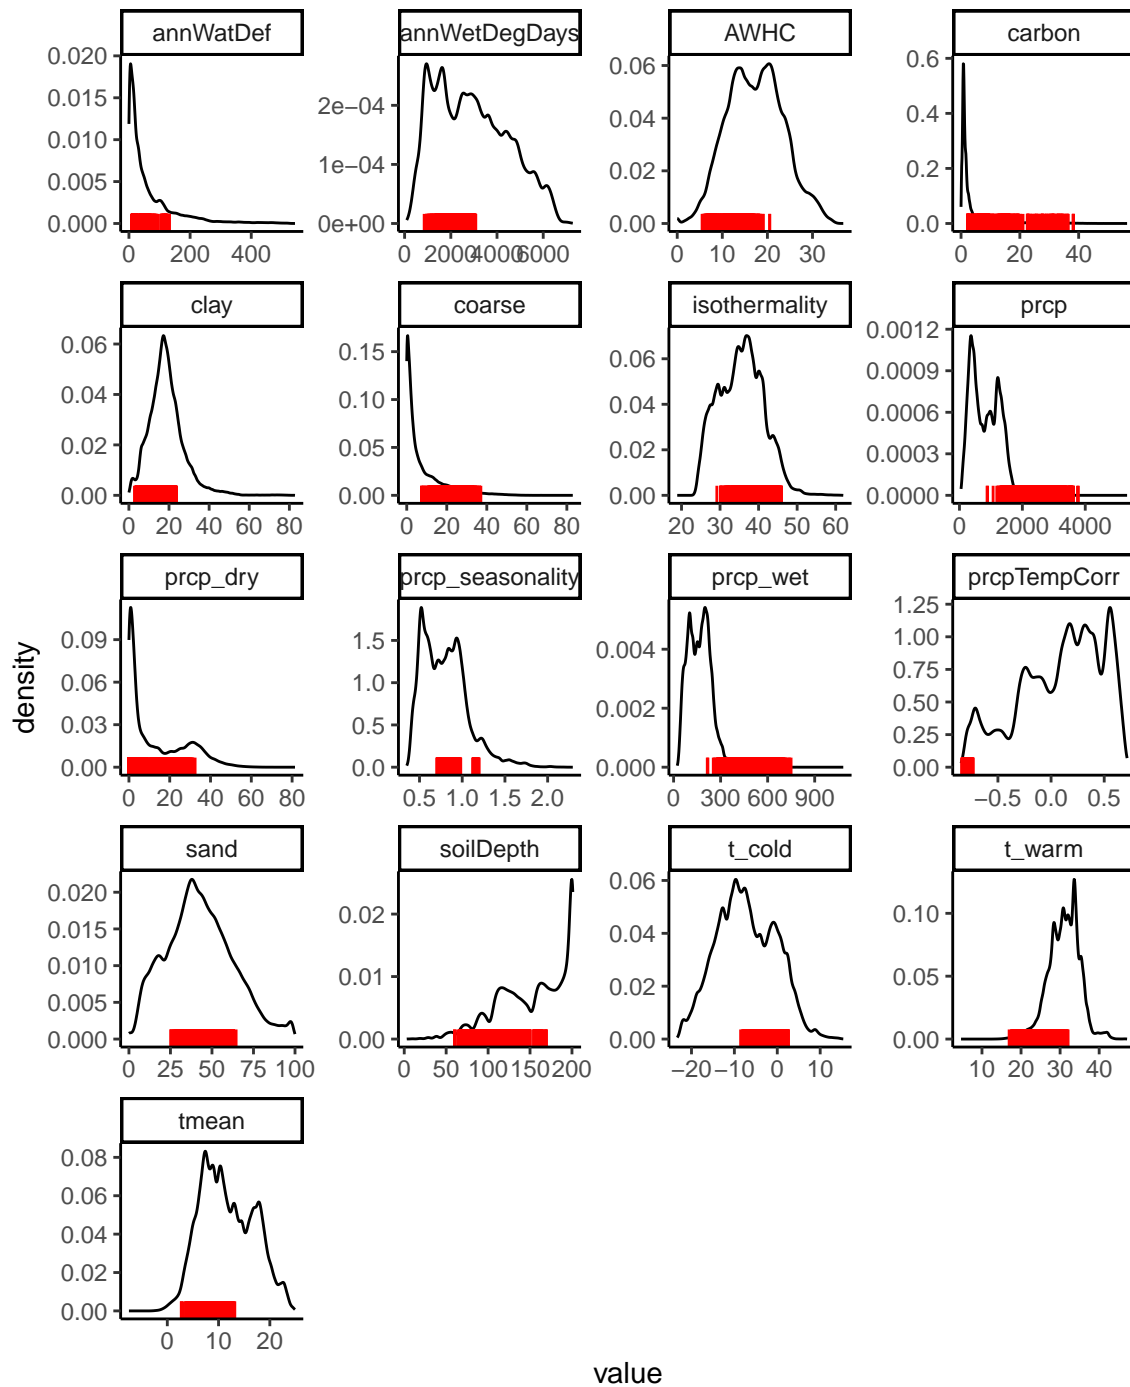 annWatDef annWetDegDays AWHC carbon
0.020 0.015 0.010 0.005 0.000
0 200 400
2e−04 1e−04 0e+00
0 2000 4000 6000
0.06 0.04 0.02 0.00
0 10 20 30
0.6 0.4 0.2 0.0
0 20 40
clay coarse isothermality prcp
0.06 0.04 0.02 0.00
0 20 40 60 80
0.15 0.10 0.05 0.00
0 20 40 60 80
0.06 0.04 0.02 0.00
20 30 40 50 60
0.0012 0.0009 0.0006 0.0003 0.0000
0 2000 4000
prcp_dry prcp_seasonality prcp_wet prcpTempCorr
0.09 0.06 0.03 0.00
0 20 40 60 80
1.5 1.0 0.5 0.0
0.5 1.0 1.5 2.0
0.004 0.002 0.000
0 300 600 900
1.25 1.00 0.75 0.50 0.25 0.00
−0.5 0.0 0.5
density
sand soilDepth t_cold t_warm
0.020 0.015 0.010 0.005 0.000
0 25 50 75 100
0.02 0.01 0.00
0 50 100 150 200
0.06 0.04 0.02 0.00
−20 −10 0 10
0.10 0.05 0.00
10 20 30 40
tmean
0.08 0.06 0.04 0.02 0.00
0 10 20
value